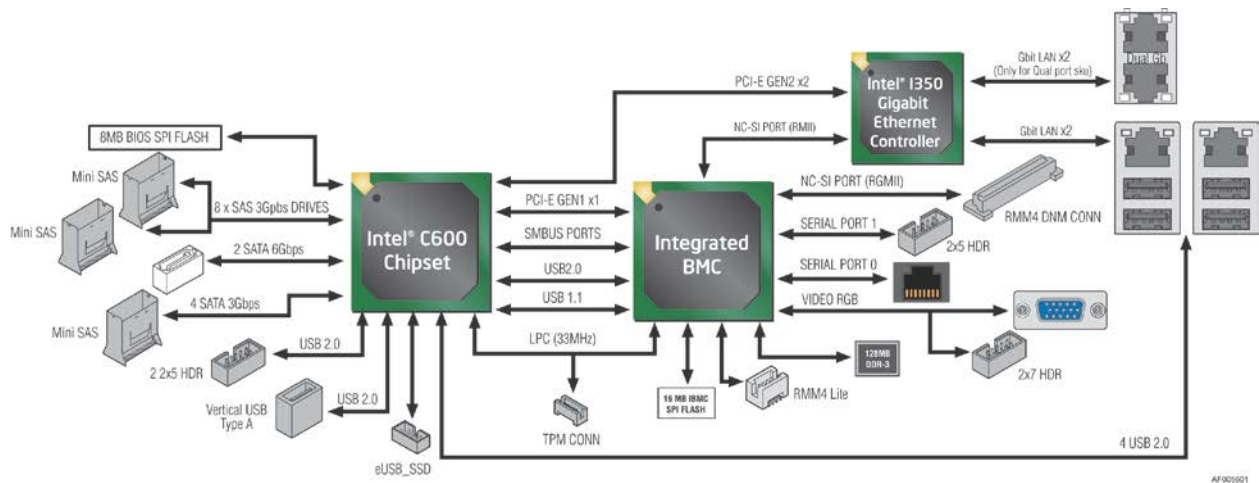 Gbit LAN x2
(Only for Qual port sku)
Dual Gb
PCI-E GEN2 x2
Intel® I350
Gigabit
Ethernet
Controller
NC-SI PORT (RMII)
Gbit LAN x2
8MB BIOS SPI FLASH
Mini SAS
8 x SAS 3Gpbs DRIVES
Mini SAS
2 SATA 6Gbps
4 SATA 3Gbps
Mini SAS
Intel® C600
Chipset
PCI-E GEN1 x1
SMBUS PORTS
USB2.0
USB 1.1
LPC (33MHz)
Integrated
BMC
NC-SI PORT (RGMII)
RMM4 DNM CONN
SERIAL PORT 1
2x5 HDR
SERIAL PORT 0
VIDEO RGB
2x7 HDR
128MB
DDR-3
RMM4 Lite
16 MB IBMC
SPI FLASH
TPM CONN
USB 2.0
2 2x5 HDR
USB 2.0
Vertical USB
Type A
eUSB_SSD
4 USB 2.0
AF005601